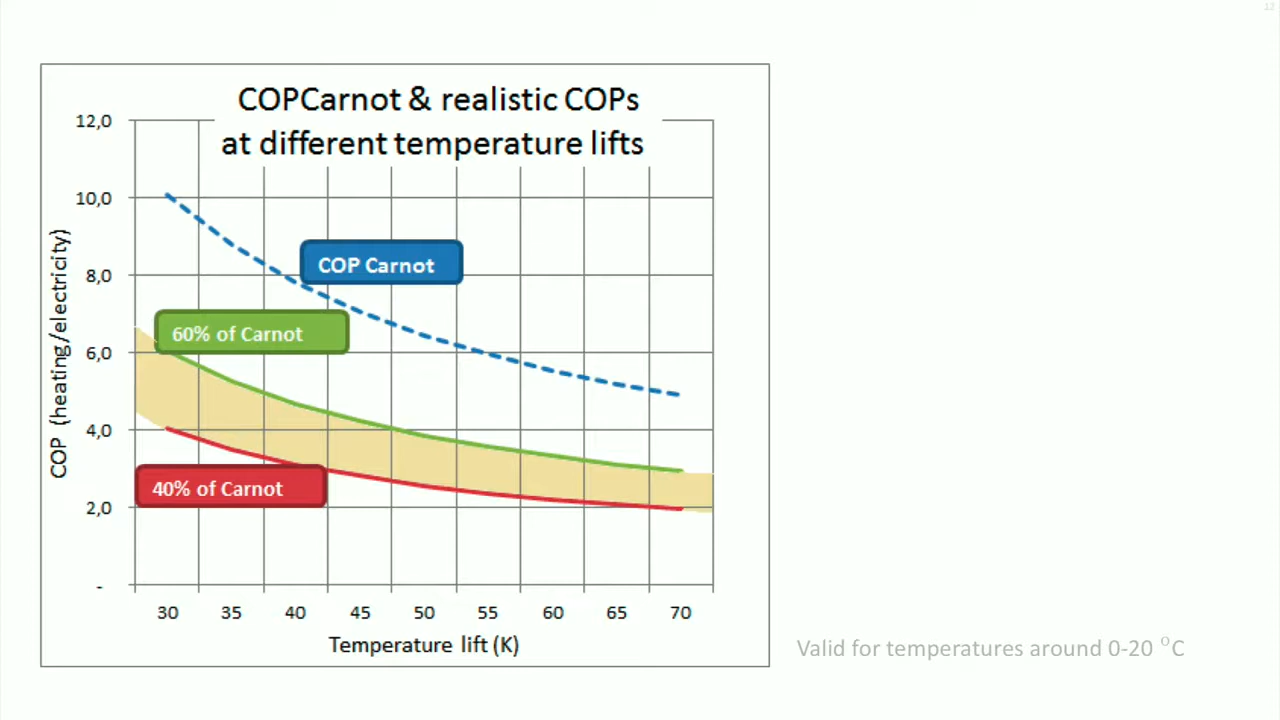 12
COPCarnot & realistic COPs
at different temperature lifts
12,0
10,0
8,0
6,0
4,0
2,0
-
COP (heating/electricity)
COP Carnot
60% of Carnot
40% of Carnot
30 35 40 45 50 55 60 65 70
Temperature lift (K)
Valid for temperatures around 0-20 °C